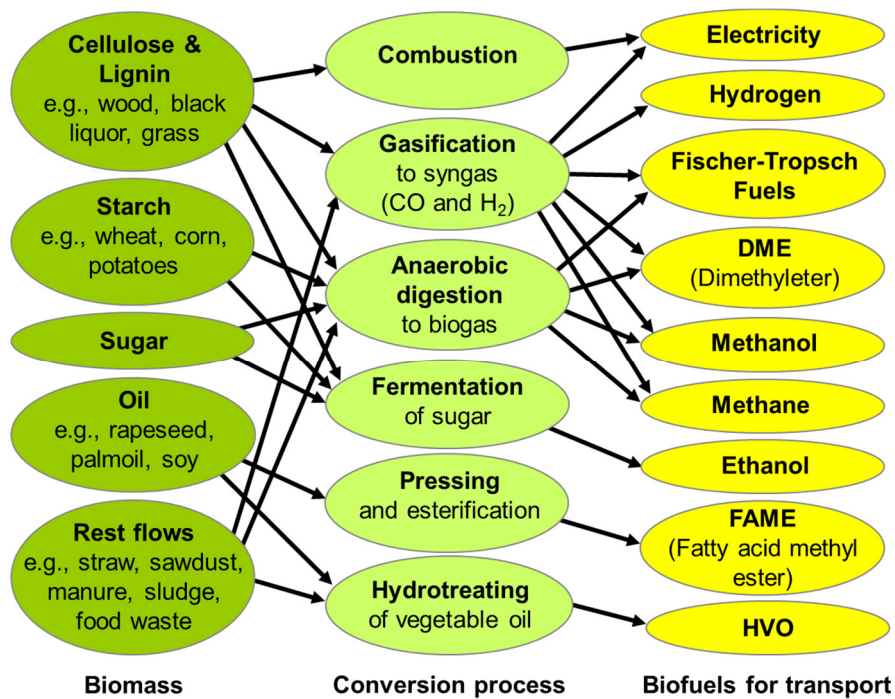 Cellulose &
Lignin
e.g., wood, black
liquor, grass
Starch
e.g., wheat, corn,
potatoes
Sugar
Oil
e.g., rapeseed,
palmoil, soy
Rest flows
e.g., straw, sawdust,
manure, sludge,
food waste
Biomass
Combustion
Gasification
to syngas
(CO and H₂)
Anaerobic
digestion
to biogas
Fermentation
of sugar
Pressing
and esterification
Hydrotreating
of vegetable oil
Conversion process
Electricity
Hydrogen
Fischer-Tropsch
Fuels
DME
(Dimethyleter)
Methanol
Methane
Ethanol
FAME
(Fatty acid methyl
ester)
HVO
Biofuels for transport